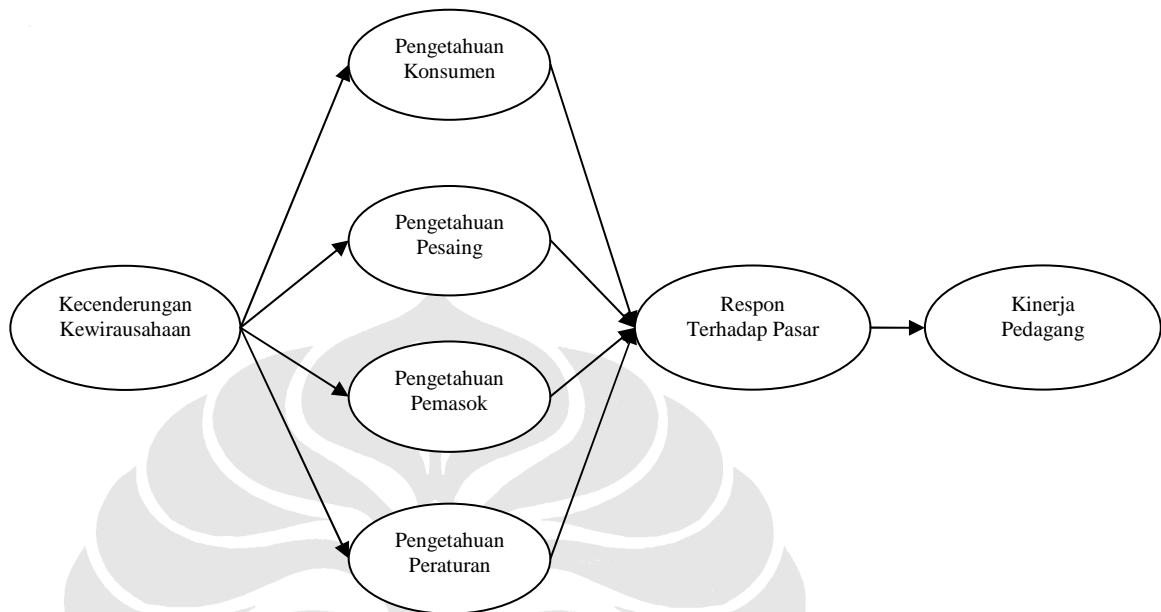 Pengetahuan
Konsumen
Pengetahuan
Pesaing
Kecenderungan
Kewirausahaan
Respon
Terhadap Pasar
Kinerja
Pedagang
Pengetahuan
Pemasok
Pengetahuan
Peraturan